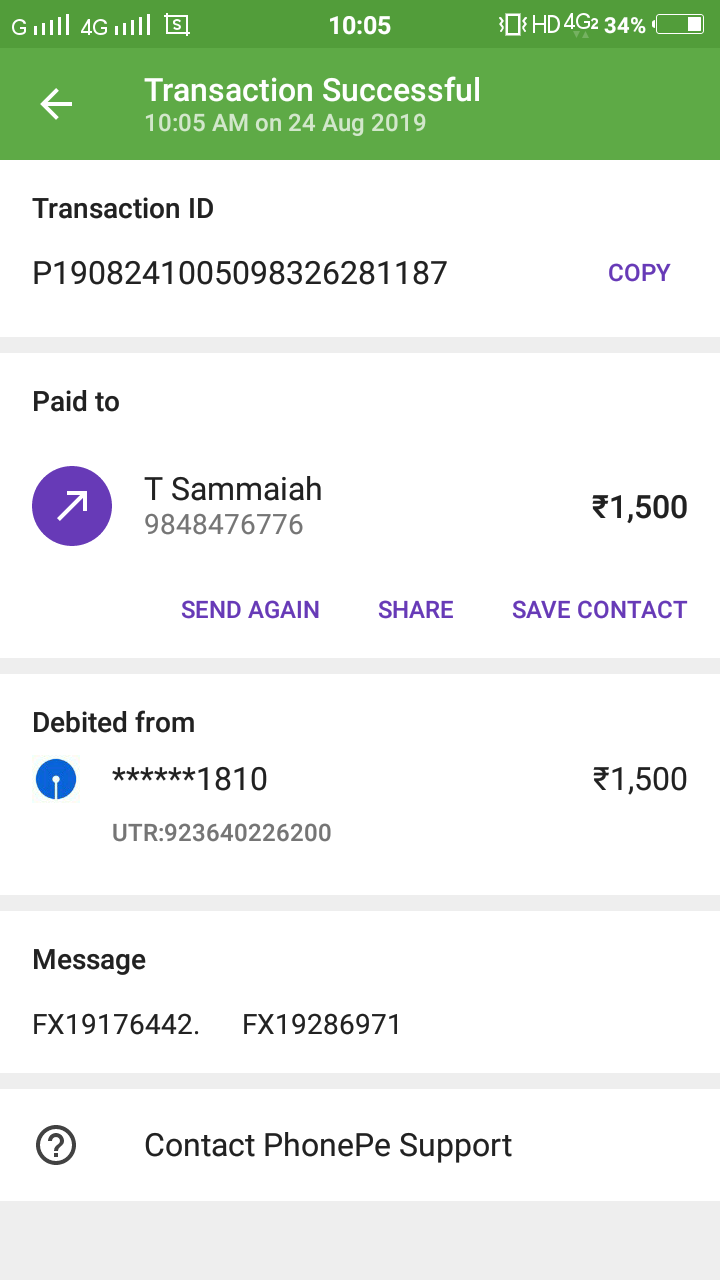 G 4G S 10:05 HD 4G2 34%
Transaction Successful
10:05 AM on 24 Aug 2019
Transaction ID
P1908241005098326281187 COPY
Paid to
T Sammaiah ₹1,500
9848476776
SEND AGAIN SHARE SAVE CONTACT
Debited from
******1810 ₹1,500
UTR:923640226200
Message
FX19176442. FX19286971
Contact PhonePe Support